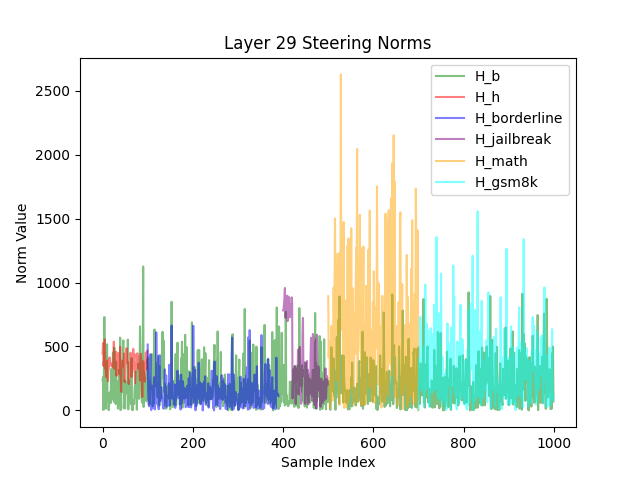 Layer 29 Steering Norms
Norm Value
2500
2000
1500
1000
500
0
H_b
H_h
H_borderline
H_jailbreak
H_math
H_gsm8k
0 200 400 600 800 1000
Sample Index